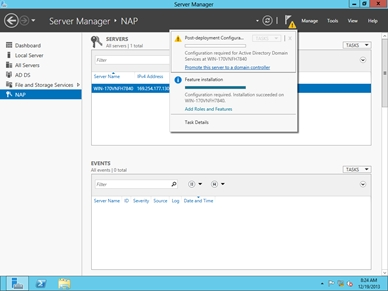 Server Manager
Server Manager › NAP
Manage Tools View Help
Dashboard
Local Server
All Servers
AD DS
File and Storage Services
NAP
SERVERS
All servers | 1 total
TASKS
Filter
Server Name IPv4 Address
WIN-170VNFH7840 169.254.177.130
Post-deployment Configura...
TASKS
Configuration required for Active Directory Domain
Services at WIN-170VNFH7840
Promote this server to a domain controller
Feature installation
Configuration required. Installation succeeded on
WIN-170VNFH7840.
Add Roles and Features
Task Details
EVENTS
All events | 0 total
TASKS
Filter
Server Name ID Severity Source Log Date and Time
8:24 AM
12/19/2013